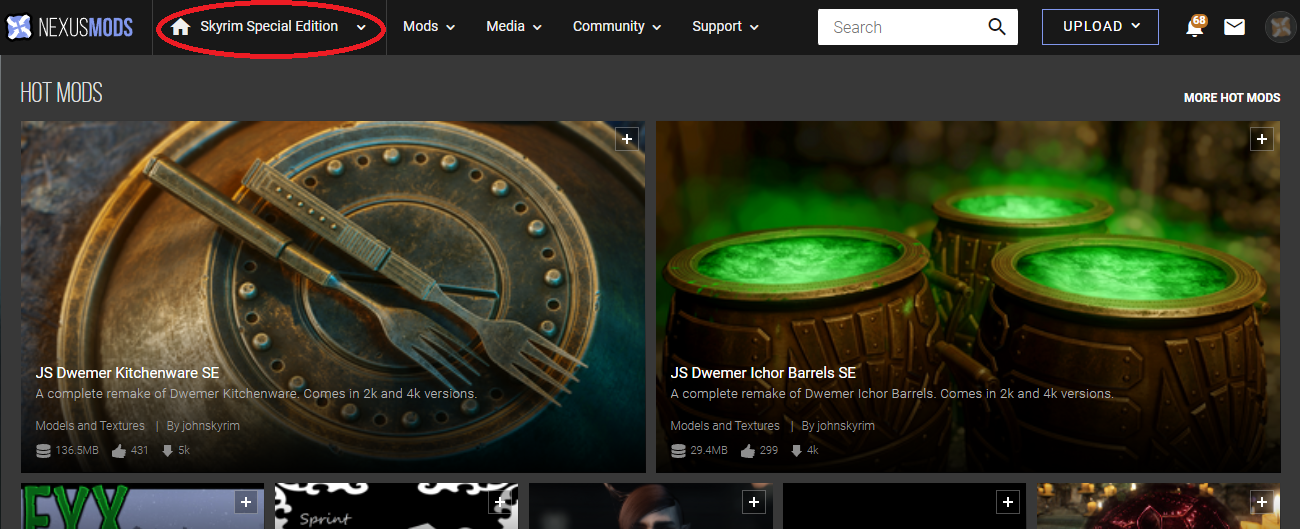 NEXUSMODS Skyrim Special Edition Mods Media Community Support Search UPLOAD 68
HOT MODS
MORE HOT MODS
JS Dwemer Kitchenware SE
A complete remake of Dwemer Kitchenware. Comes in 2k and 4k versions.
Models and Textures | By johnskyrim
136.5MB 431 5k
JS Dwemer Ichor Barrels SE
A complete remake of Dwemer Ichor Barrels. Comes in 2k and 4k versions.
Models and Textures | By johnskyrim
29.4MB 299 4k
Sprint